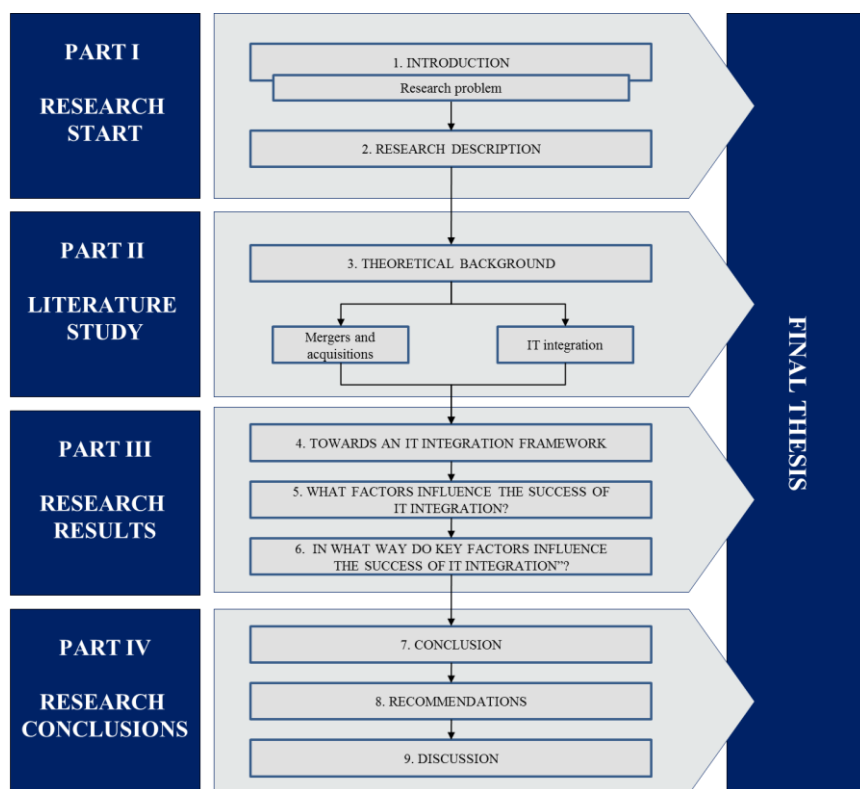 PART I
RESEARCH
START
1. INTRODUCTION
Research problem
2. RESEARCH DESCRIPTION
PART II
LITERATURE
STUDY
3. THEORETICAL BACKGROUND
Mergers and
acquisitions
IT integration
PART III
RESEARCH
RESULTS
4. TOWARDS AN IT INTEGRATION FRAMEWORK
5. WHAT FACTORS INFLUENCE THE SUCCESS OF
IT INTEGRATION?
6. IN WHAT WAY DO KEY FACTORS INFLUENCE
THE SUCCESS OF IT INTEGRATION”?
PART IV
RESEARCH
CONCLUSIONS
7. CONCLUSION
8. RECOMMENDATIONS
9. DISCUSSION
FINAL THESIS